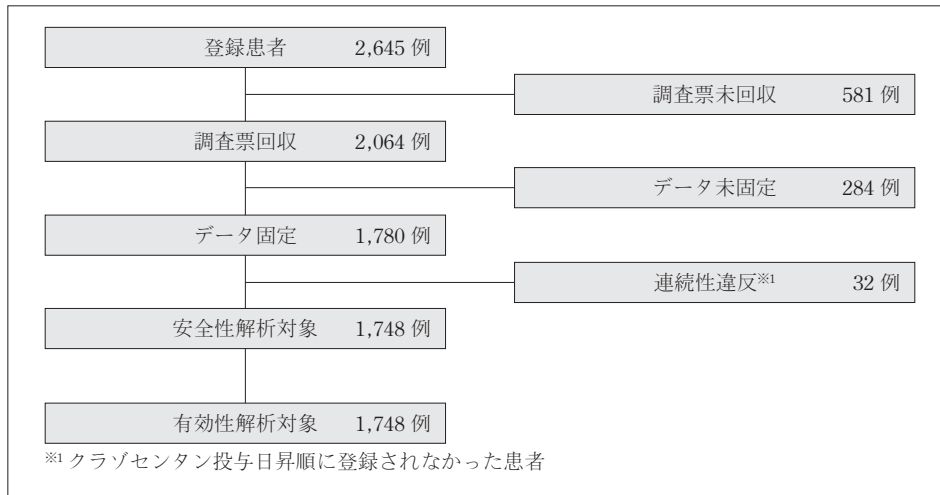 登録患者 2,645 例
調査票未回収 581 例
調査票回収 2,064 例
データ未固定 284 例
データ固定 1,780 例
連続性違反※1 32 例
安全性解析対象 1,748 例
有効性解析対象 1,748 例
※1 クラゾセンタン投与日昇順に登録されなかった患者